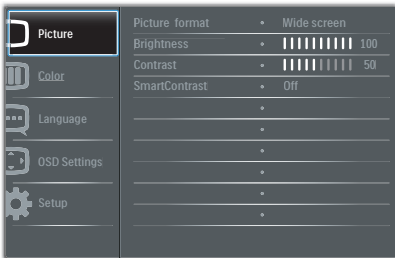 Picture
Color
Language
OSD Settings
Setup
Picture format • Wide screen
Brightness • 100
Contrast • 50
SmartContrast • Off